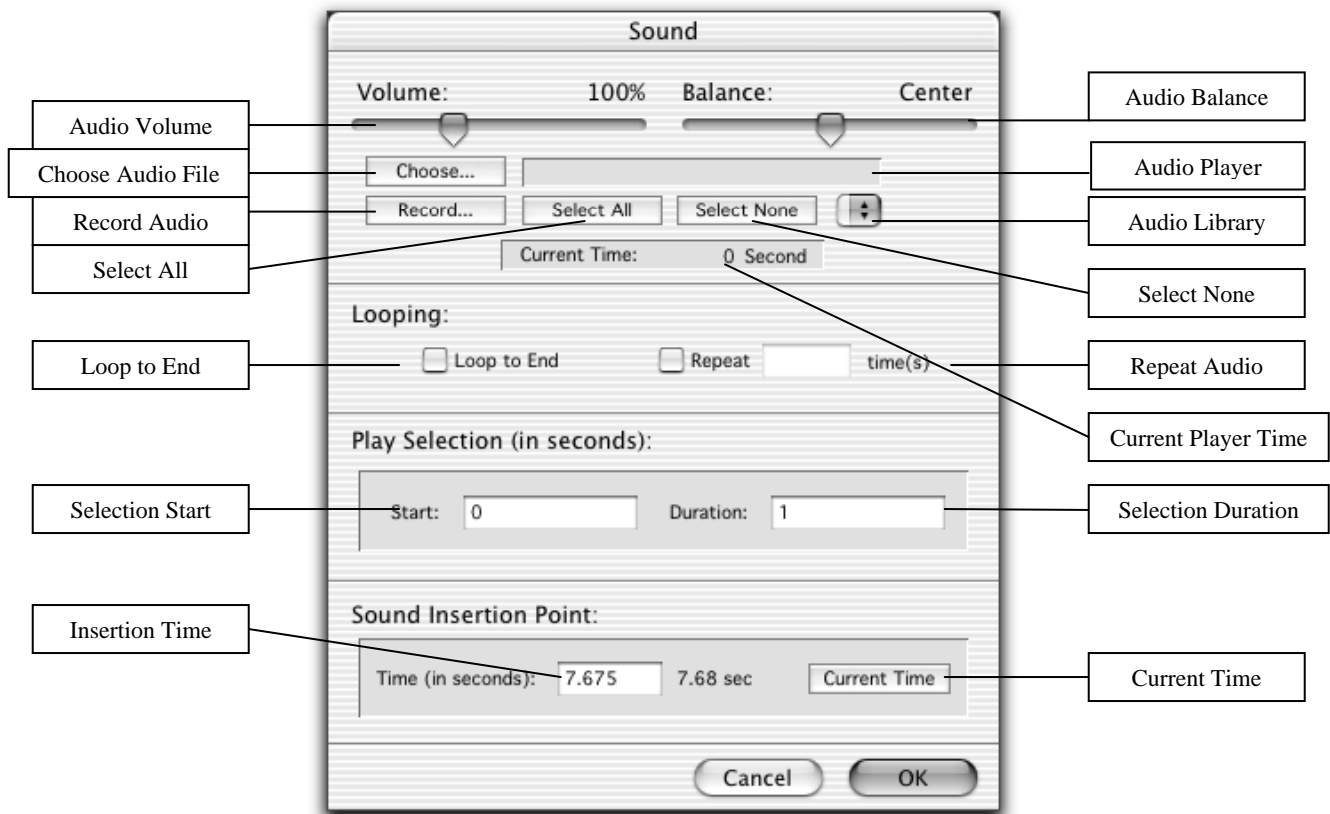 Sound
Volume: 100% Balance: Center
Audio Balance
Audio Volume
Choose... Audio Player
Choose Audio File
Record... Select All Select None
Record Audio Audio Library
Current Time: 0 Second
Select All
Select None
Looping:
Loop to End Loop to End Repeat time(s) Repeat Audio
Play Selection (in seconds): Current Player Time
Selection Start Start: 0 Duration: 1 Selection Duration
Sound Insertion Point:
Insertion Time
Time (in seconds): 7.675 7.68 sec Current Time Current Time
Cancel OK